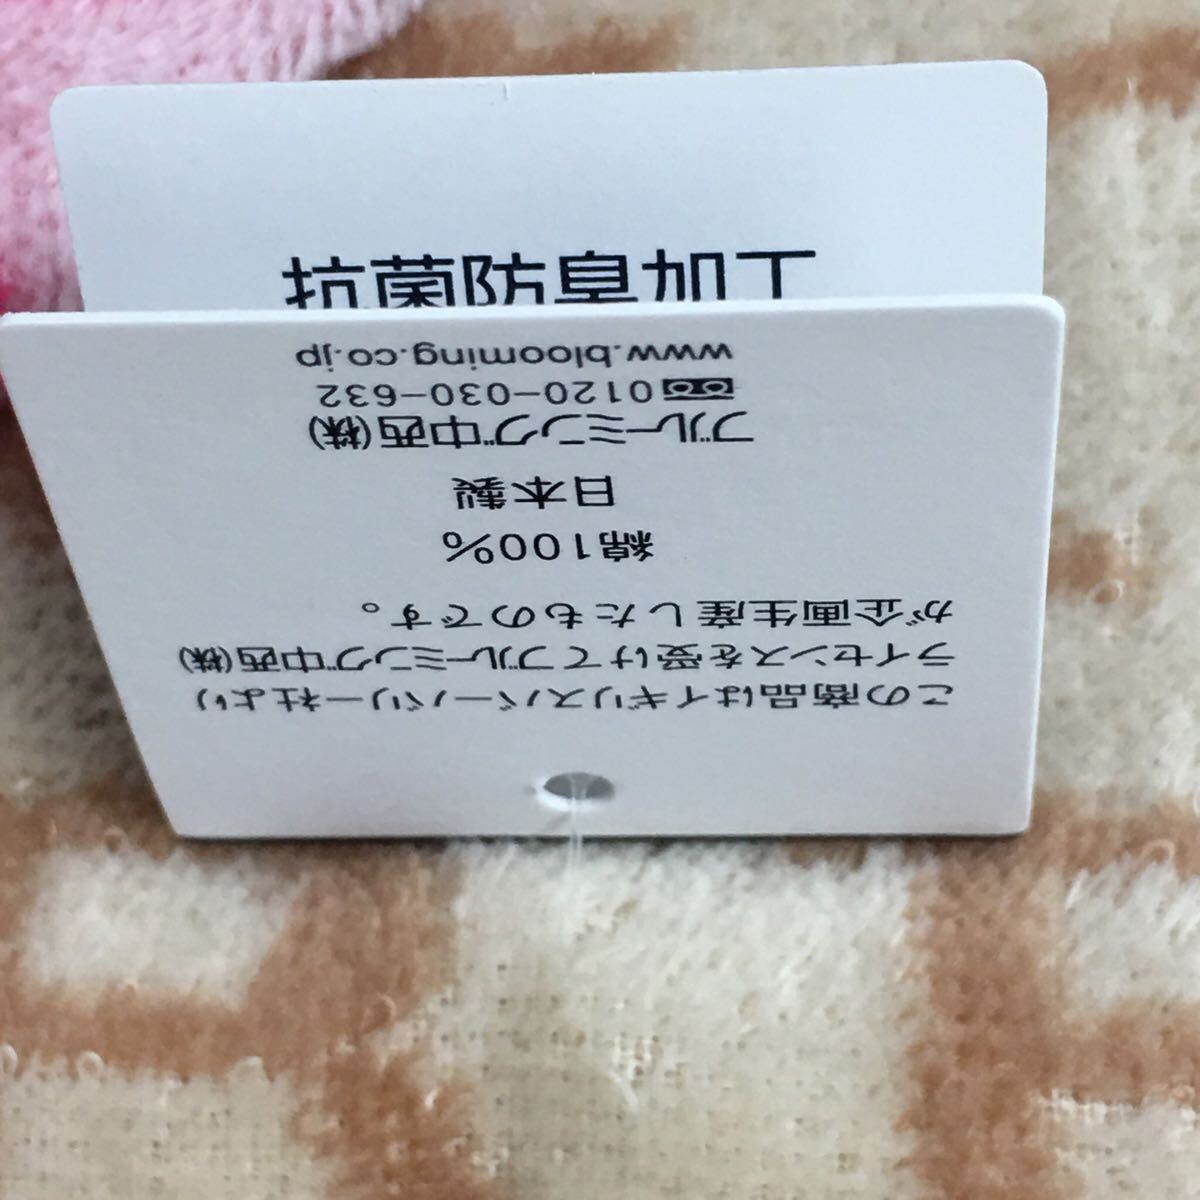 抗菌防臭加工
この商品はイギリスバーバリー社より
ライセンスを受けてブルーミング中西(株)
が企画生産したものです。
綿100%
日本製
ブルーミング中西(株)
0120-030-632
www.blooming.co.jp